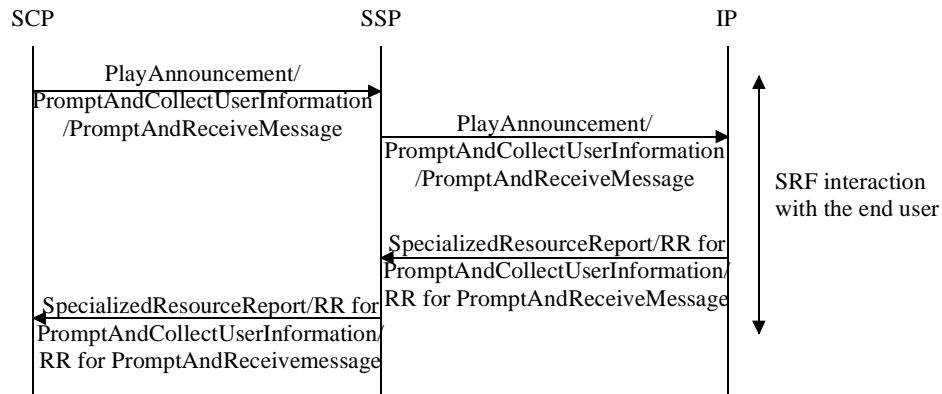 SCP
SSP
IP
PlayAnnouncement/
PromptAndCollectUserInformation
/PromptAndReceiveMessage
PlayAnnouncement/
PromptAndCollectUserInformation
/PromptAndReceiveMessage
SRF interaction
with the end user
SpecializedResourceReport/RR for
PromptAndCollectUserInformation/
RR for PromptAndReceiveMessage
SpecializedResourceReport/RR for
PromptAndCollectUserInformation/
RR for PromptAndReceivemessage